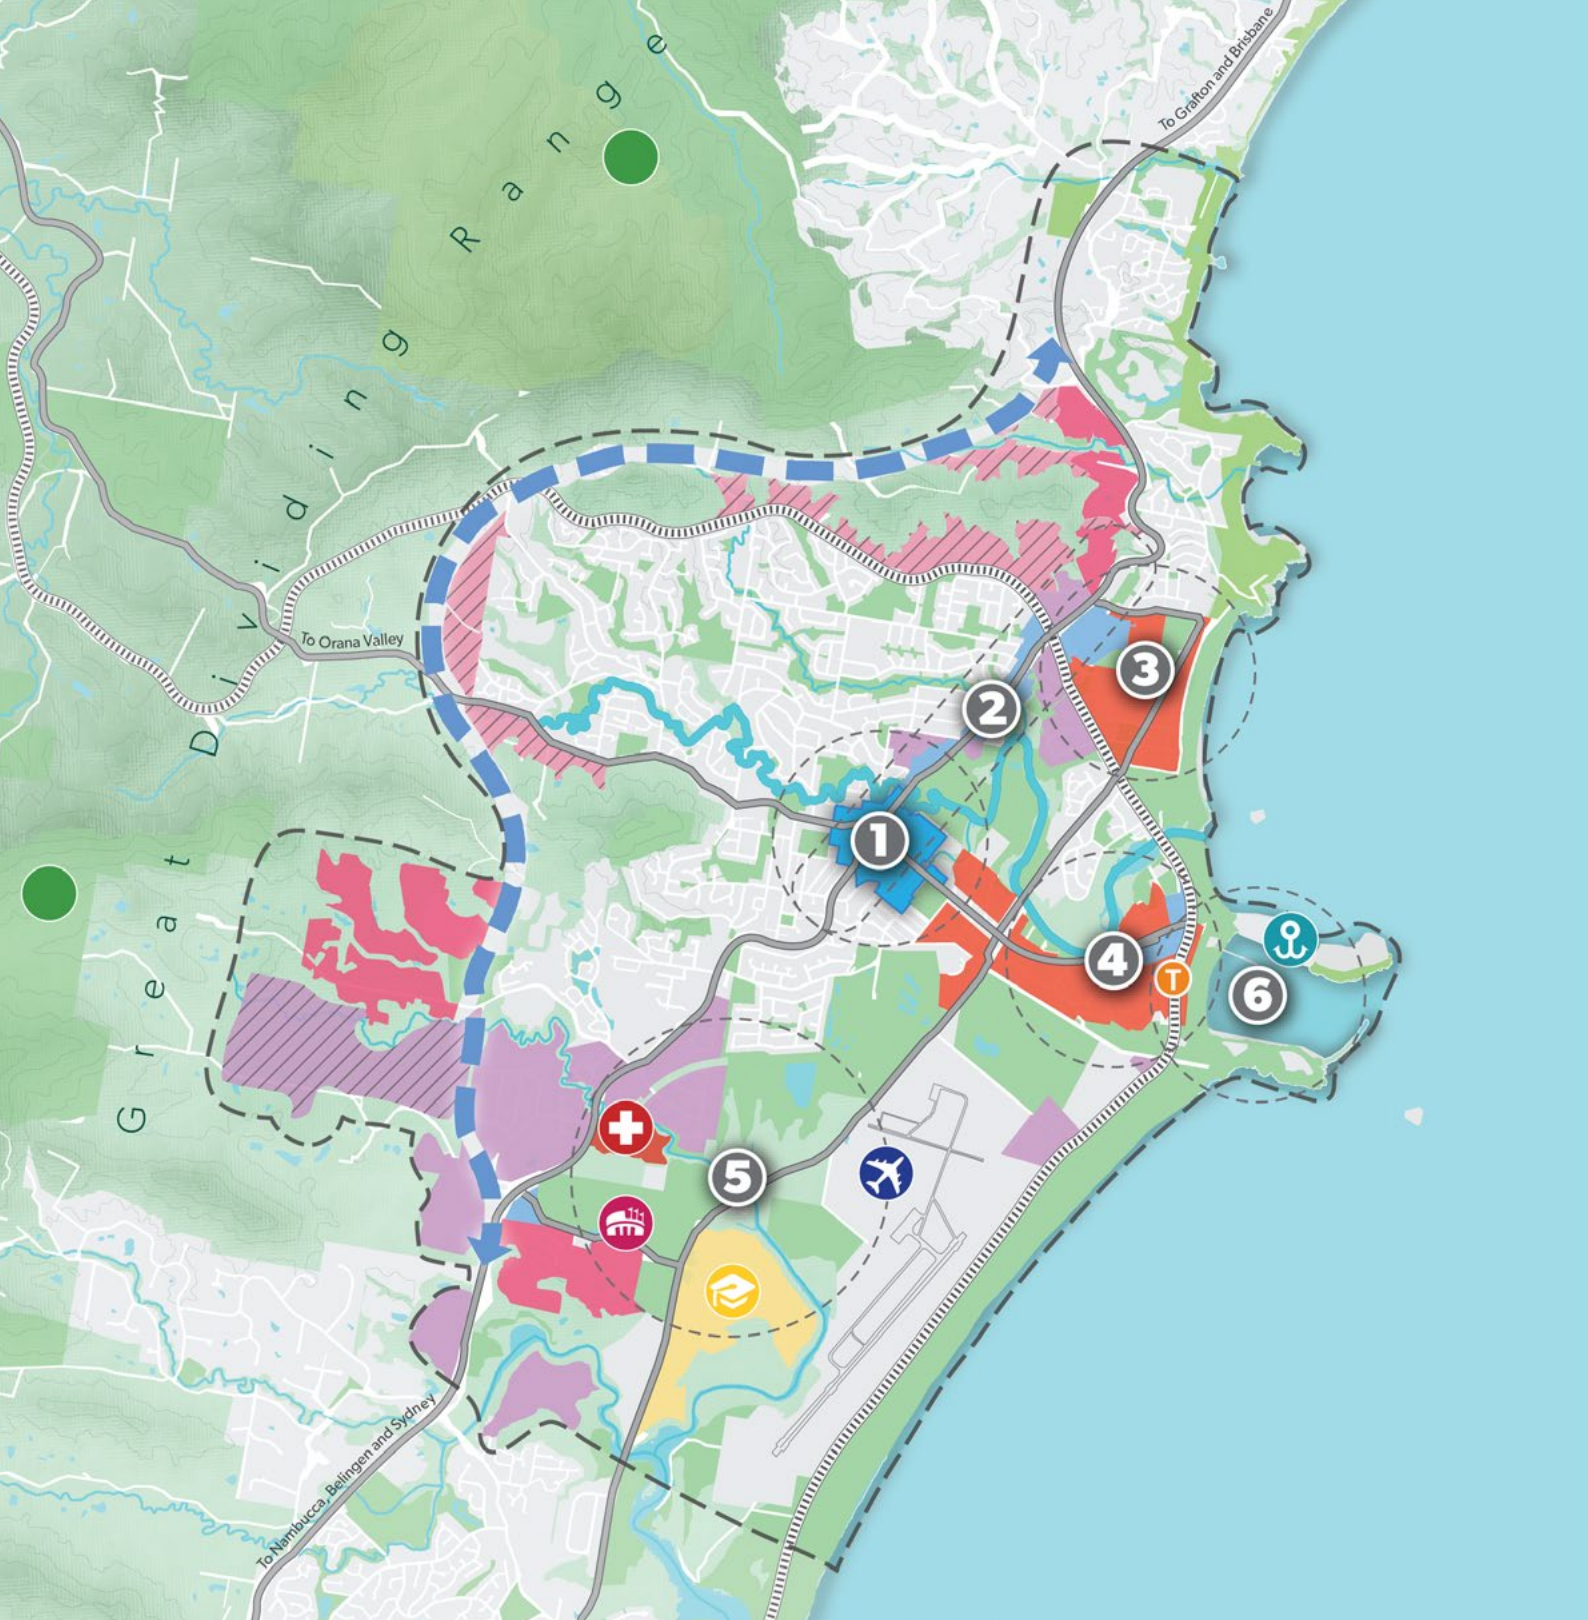 To Grafton and Brisbane
Great Dividing Range
To Orana Valley
3
2
1
4
T
6
5
To Nambucca, Belingen and Sydney